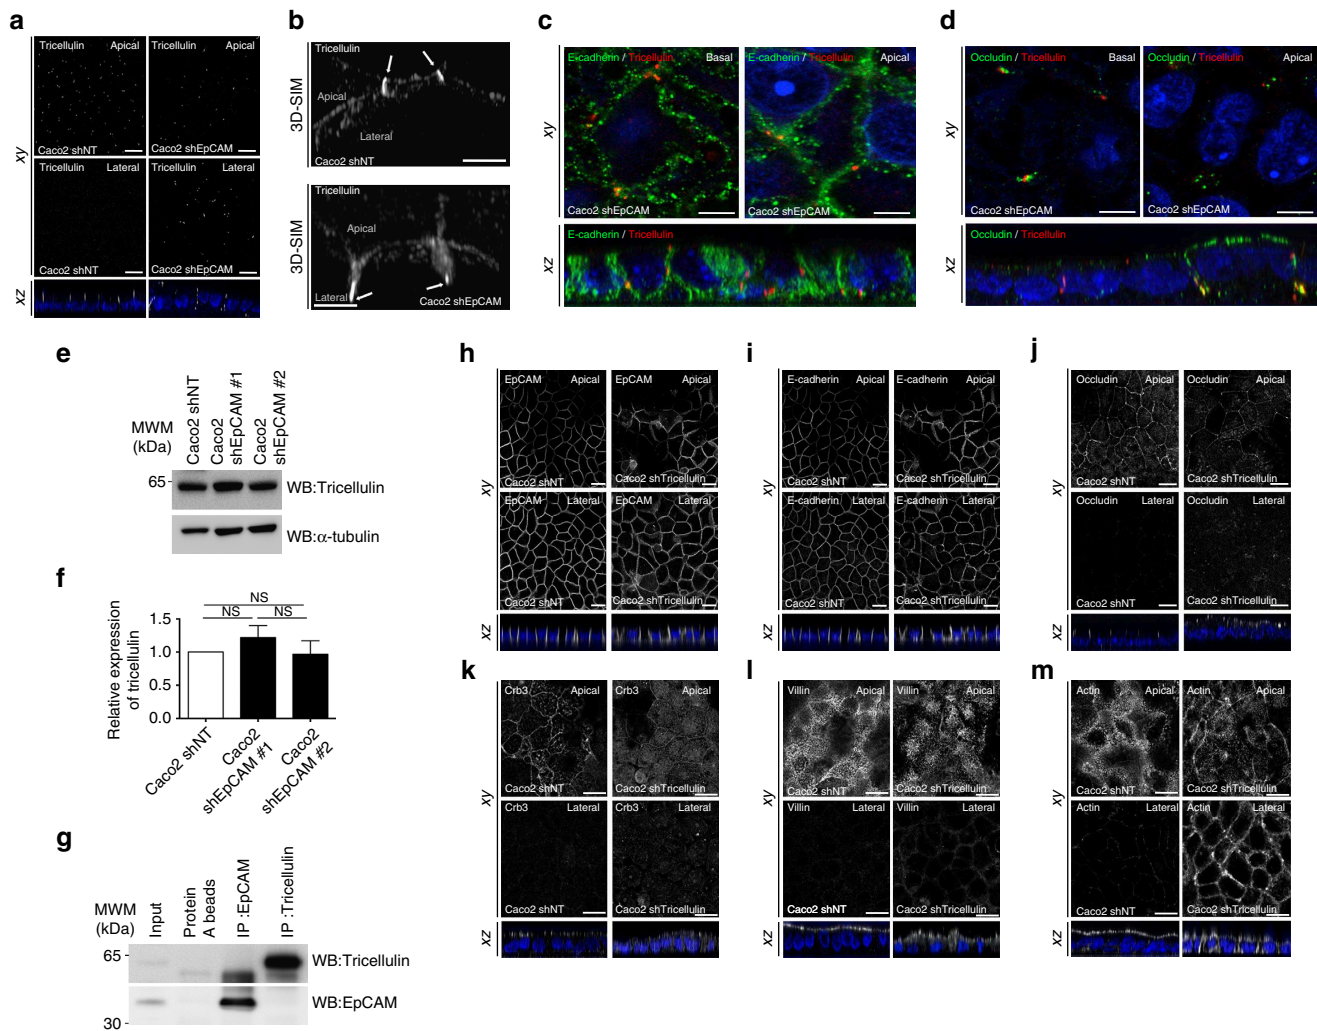 a
Tricellulin Apical
Tricellulin Apical
Caco2 shNT
Caco2 shEpCAM
xy
Tricellulin Lateral
Tricellulin Lateral
Caco2 shNT
Caco2 shEpCAM
xz
b
Tricellulin
Apical
Lateral
Caco2 shNT
3D-SIM
Tricellulin
Apical
Lateral
Caco2 shEpCAM
3D-SIM
c
E-cadherin / Tricellulin Basal
E-cadherin / Tricellulin Apical
Caco2 shEpCAM
Caco2 shEpCAM
xy
E-cadherin / Tricellulin
xz
d
Occludin / Tricellulin Basal
Occludin / Tricellulin Apical
Caco2 shEpCAM
Caco2 shEpCAM
xy
Occludin / Tricellulin
xz
e
MWM
(kDa)
Caco2 shNT
Caco2
shEpCAM #1
Caco2
shEpCAM #2
65
WB:Tricellulin
WB:α-tubulin
f
NS
NS NS
Relative expression
of tricellulin
1.5
1.0
0.5
0.0
Caco2 shNT
Caco2
shEpCAM #1
Caco2
shEpCAM #2
g
MWM
(kDa)
Input
Protein
A beads
IP:EpCAM
IP:Tricellulin
65
WB:Tricellulin
WB:EpCAM
30
h
EpCAM Apical
EpCAM Apical
Caco2 shNT
Caco2 shTricellulin
xy
EpCAM Lateral
EpCAM Lateral
Caco2 shNT
Caco2 shTricellulin
xz
i
E-cadherin Apical
E-cadherin Apical
Caco2 shNT
Caco2 shTricellulin
xy
E-cadherin Lateral
E-cadherin Lateral
Caco2 shNT
Caco2 shTricellulin
xz
j
Occludin Apical
Occludin Apical
Caco2 shNT
Caco2 shTricellulin
xy
Occludin Lateral
Occludin Lateral
Caco2 shNT
Caco2 shTricellulin
xz
k
Crb3 Apical
Crb3 Apical
Caco2 shNT
Caco2 shTricellulin
xy
Crb3 Lateral
Crb3 Lateral
Caco2 shNT
Caco2 shTricellulin
xz
l
Villin Apical
Villin Apical
Caco2 shNT
Caco2 shTricellulin
xy
Villin Lateral
Villin Lateral
Caco2 shNT
Caco2 shTricellulin
xz
m
Actin Apical
Actin Apical
Caco2 shNT
Caco2 shTricellulin
xy
Actin Lateral
Actin Lateral
Caco2 shNT
Caco2 shTricellulin
xz